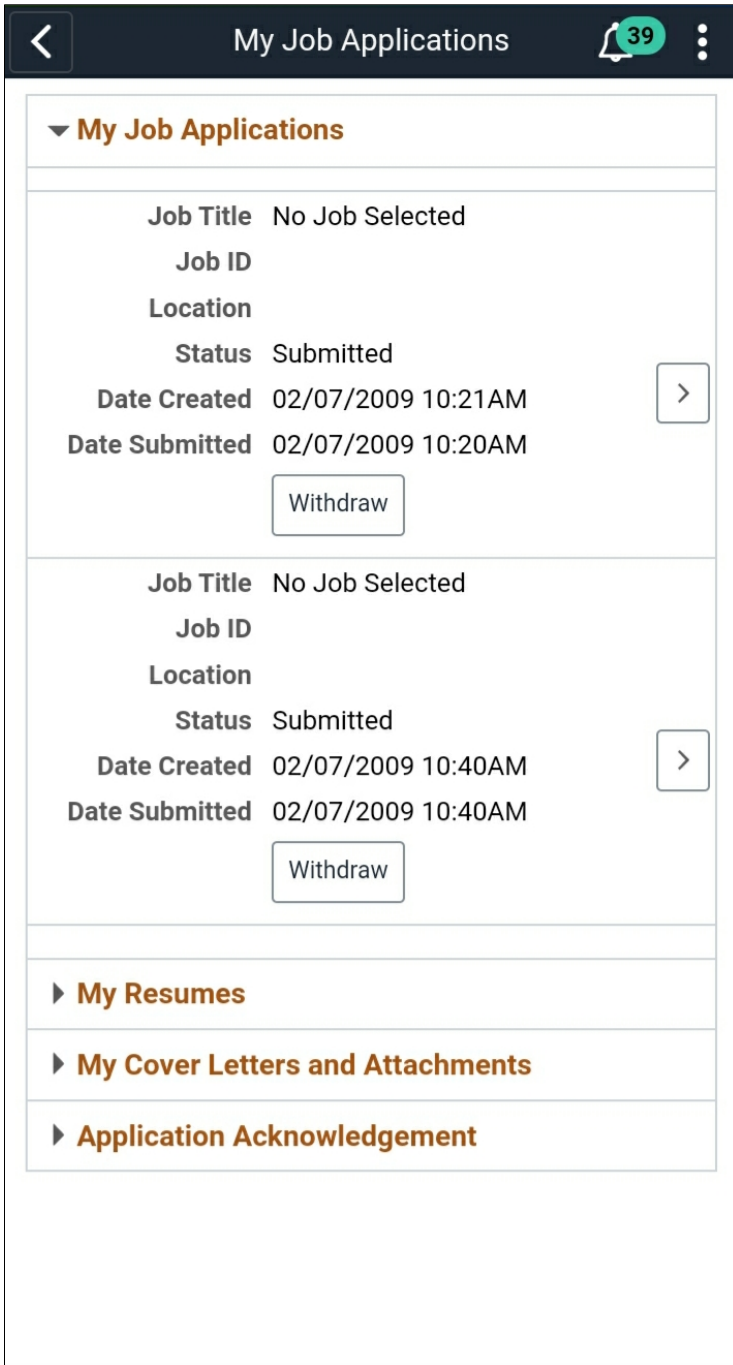 My Job Applications 39
My Job Applications
Job Title No Job Selected
Job ID
Location
Status Submitted
Date Created 02/07/2009 10:21AM
Date Submitted 02/07/2009 10:20AM
Withdraw
Job Title No Job Selected
Job ID
Location
Status Submitted
Date Created 02/07/2009 10:40AM
Date Submitted 02/07/2009 10:40AM
Withdraw
My Resumes
My Cover Letters and Attachments
Application Acknowledgement